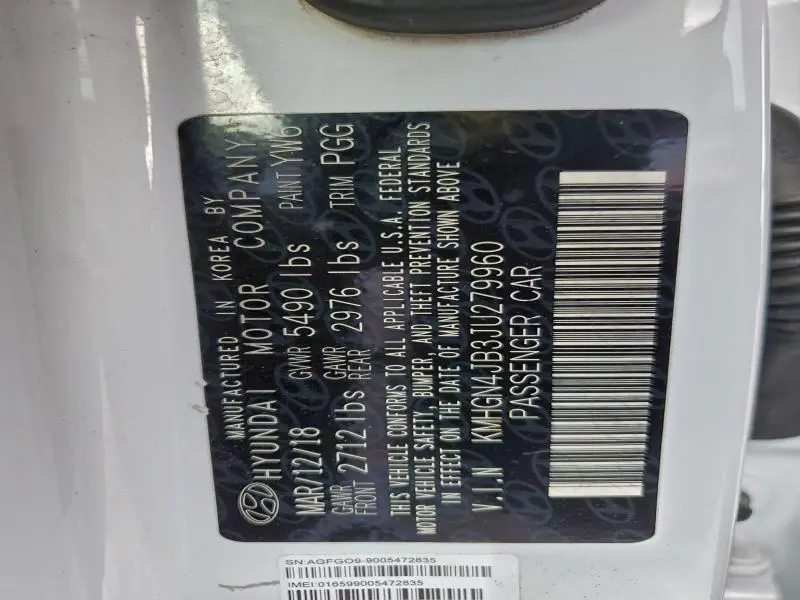 MANUFACTURED IN KOREA BY
HYUNDAI MOTOR COMPANY
MAR/12/18 GVWR 5490 lbs PAINT YW6
GAWR FRONT 2712 lbs GAWR REAR 2976 lbs TRIM PGG
THIS VEHICLE CONFORMS TO ALL APPLICABLE U.S.A. FEDERAL
MOTOR VEHICLE SAFETY, BUMPER, AND THEFT PREVENTION STANDARDS
IN EFFECT ON THE DATE OF MANUFACTURE SHOWN ABOVE
V.I.N KMHGN4JB3JU279960
PASSENGER CAR
SN:AGFGO9-9005472835
IMEI:016599005472835